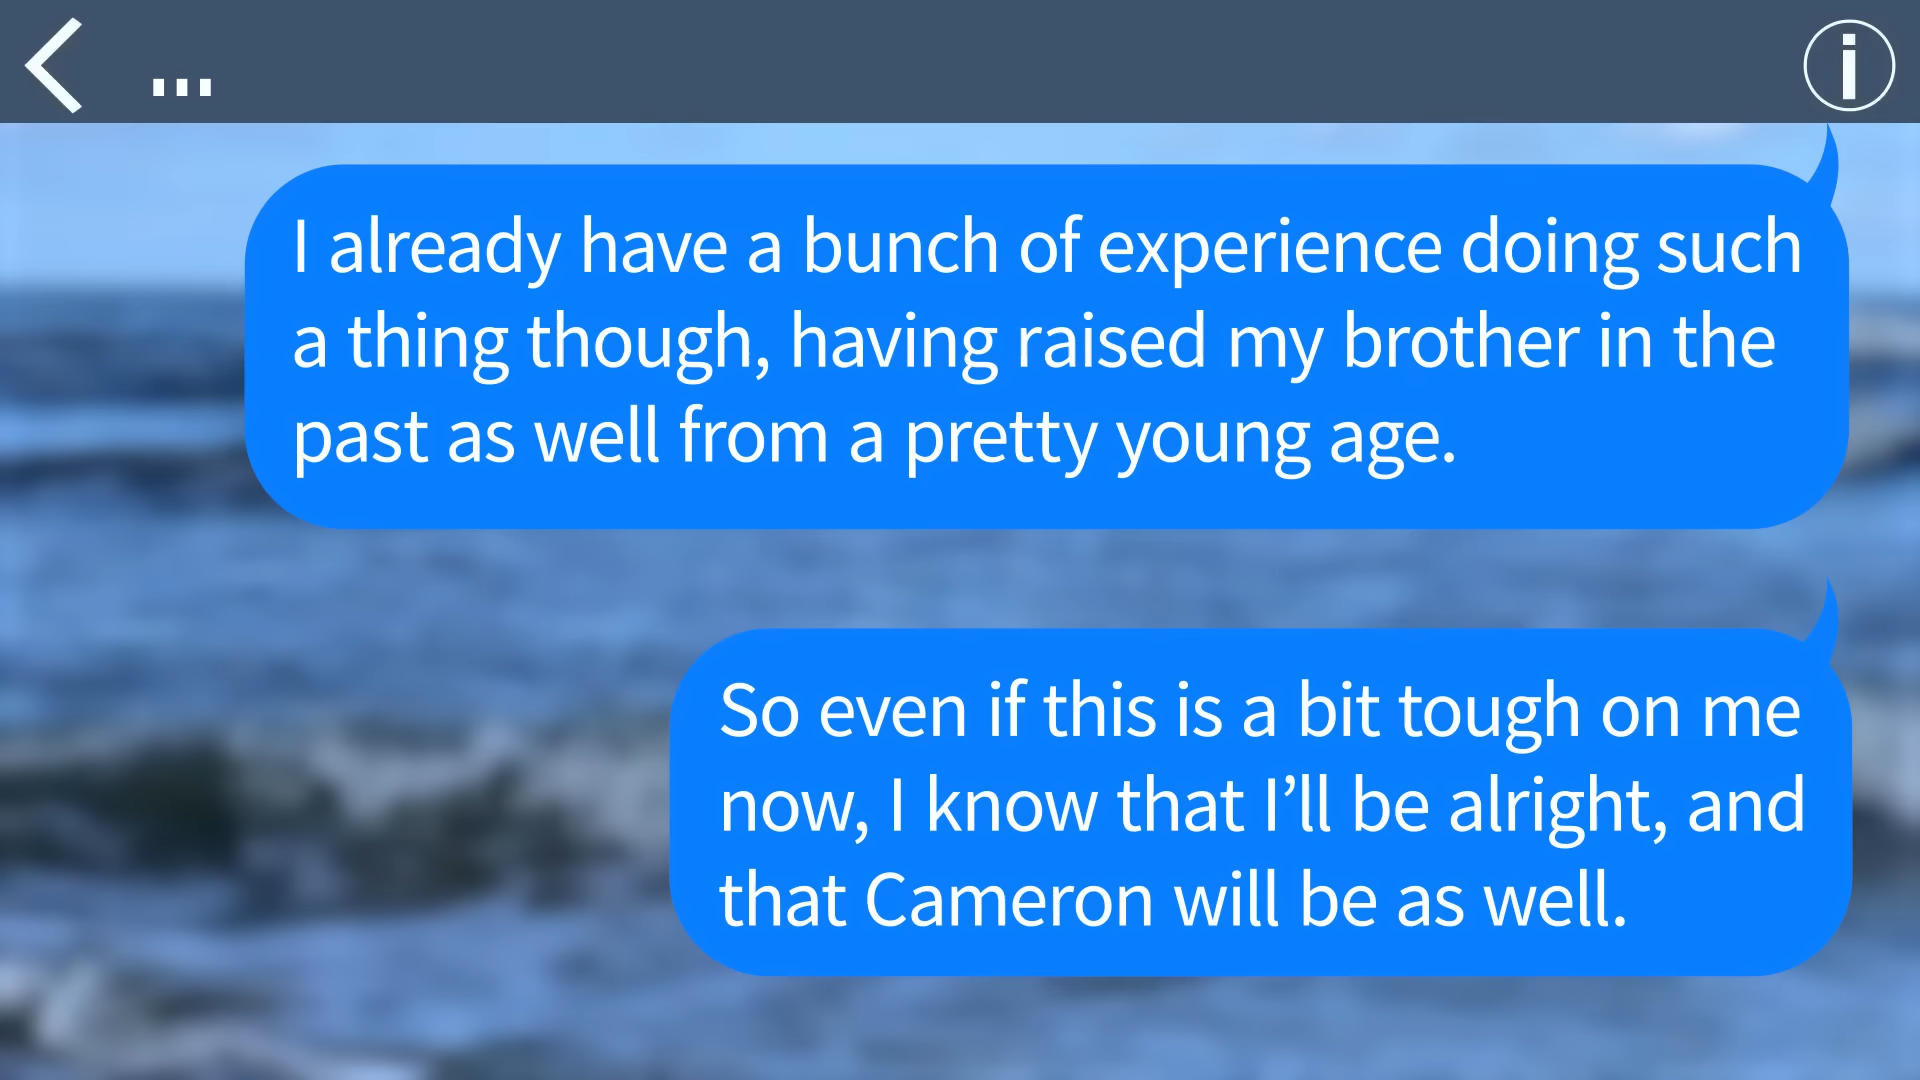 ...
I already have a bunch of experience doing such
a thing though, having raised my brother in the
past as well from a pretty young age.
So even if this is a bit tough on me
now, I know that I’ll be alright, and
that Cameron will be as well.